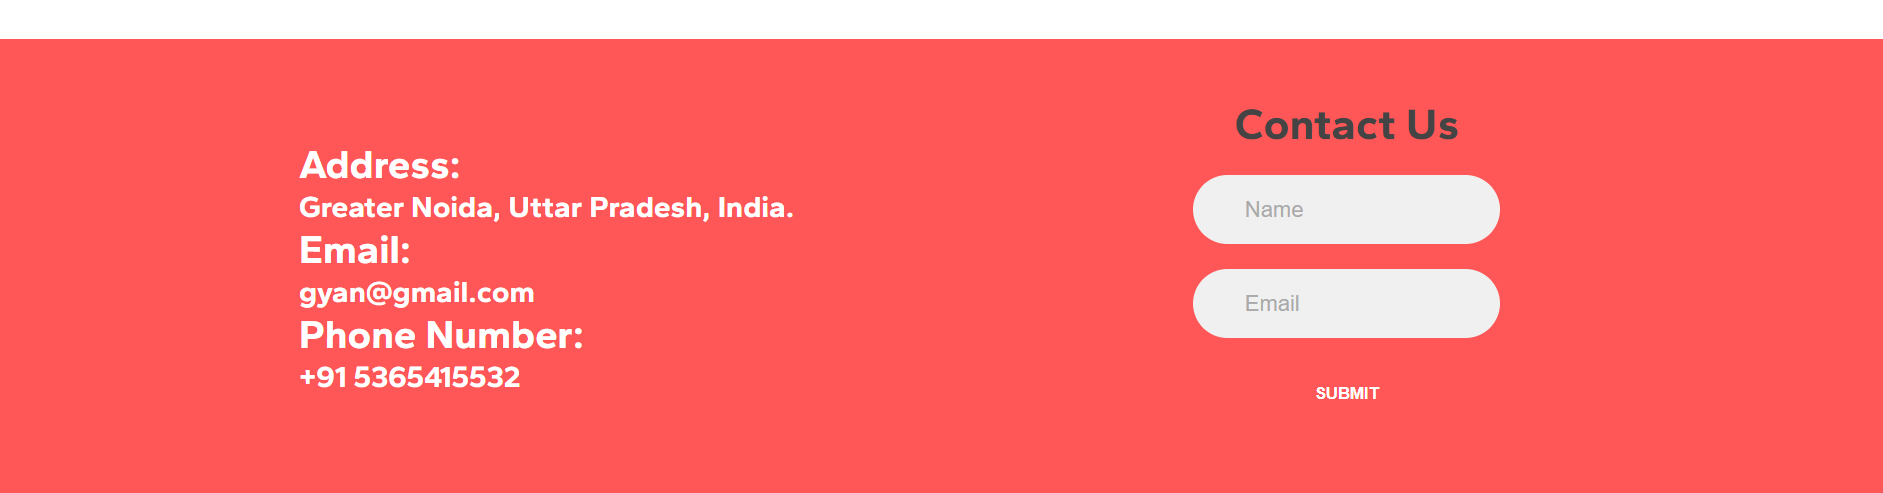 Address:
Greater Noida, Uttar Pradesh, India.
Email:
gyan@gmail.com
Phone Number:
+91 5365415532
Contact Us
Name
Email
SUBMIT